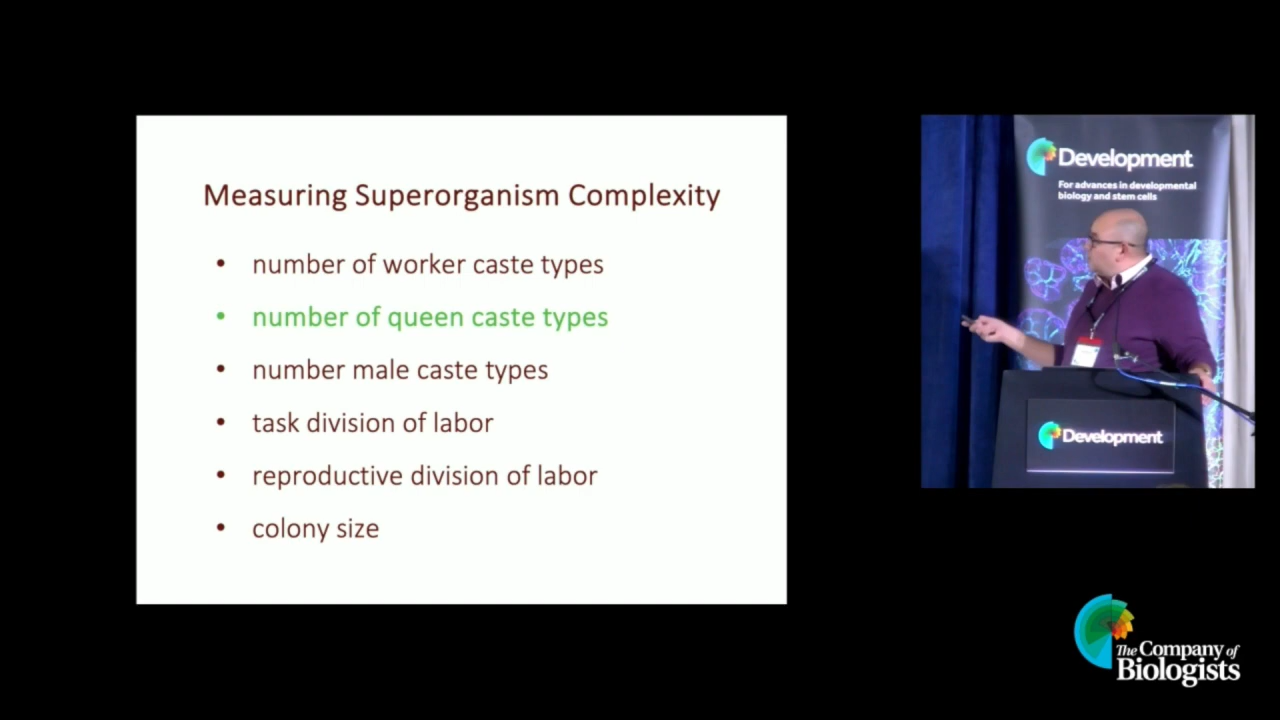 Measuring Superorganism Complexity
• number of worker caste types
• number of queen caste types
• number male caste types
• task division of labor
• reproductive division of labor
• colony size
Development
For advances in developmental
biology and stem cells
Development
The Company of
Biologists